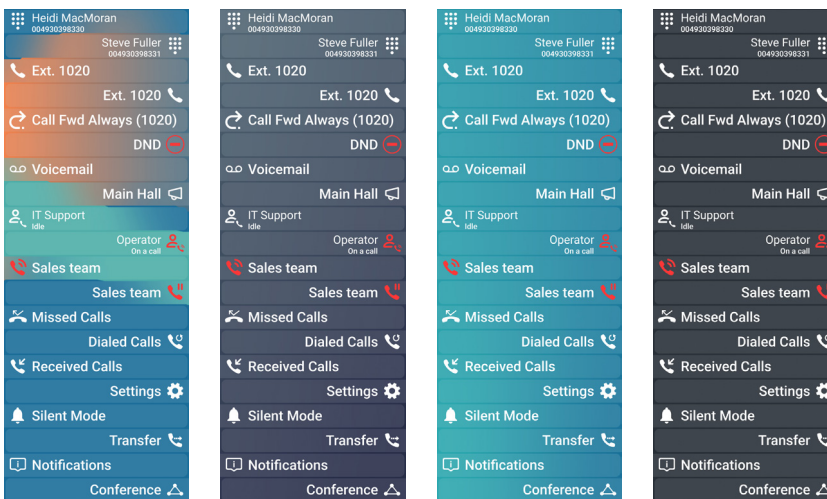 Heidi MacMoran
004930398330
Steve Fuller
004930398331
Ext. 1020
Ext. 1020
Call Fwd Always (1020)
DND
Voicemail
Main Hall
IT Support
Idle
Operator
On a call
Sales team
Sales team
Missed Calls
Dialed Calls
Received Calls
Settings
Silent Mode
Transfer
Notifications
Conference
Heidi MacMoran
004930398330
Steve Fuller
004930398331
Ext. 1020
Ext. 1020
Call Fwd Always (1020)
DND
Voicemail
Main Hall
IT Support
Idle
Operator
On a call
Sales team
Sales team
Missed Calls
Dialed Calls
Received Calls
Settings
Silent Mode
Transfer
Notifications
Conference
Heidi MacMoran
004930398330
Steve Fuller
004930398331
Ext. 1020
Ext. 1020
Call Fwd Always (1020)
DND
Voicemail
Main Hall
IT Support
Idle
Operator
On a call
Sales team
Sales team
Missed Calls
Dialed Calls
Received Calls
Settings
Silent Mode
Transfer
Notifications
Conference
Heidi MacMoran
004930398330
Steve Fuller
004930398331
Ext. 1020
Ext. 1020
Call Fwd Always (1020)
DND
Voicemail
Main Hall
IT Support
Idle
Operator
On a call
Sales team
Sales team
Missed Calls
Dialed Calls
Received Calls
Settings
Silent Mode
Transfer
Notifications
Conference